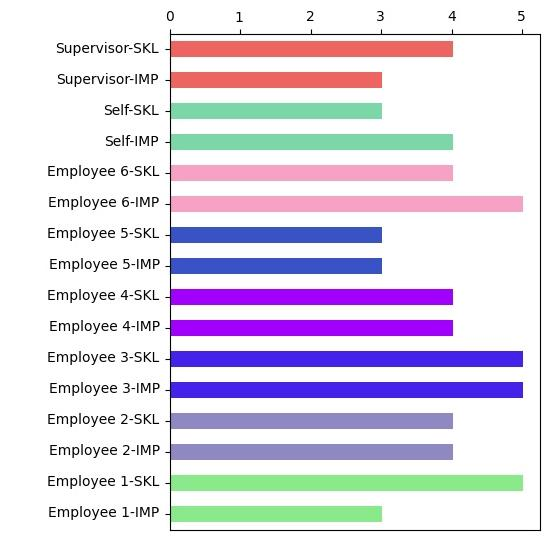 0 1 2 3 4 5
Supervisor-SKL
Supervisor-IMP
Self-SKL
Self-IMP
Employee 6-SKL
Employee 6-IMP
Employee 5-SKL
Employee 5-IMP
Employee 4-SKL
Employee 4-IMP
Employee 3-SKL
Employee 3-IMP
Employee 2-SKL
Employee 2-IMP
Employee 1-SKL
Employee 1-IMP